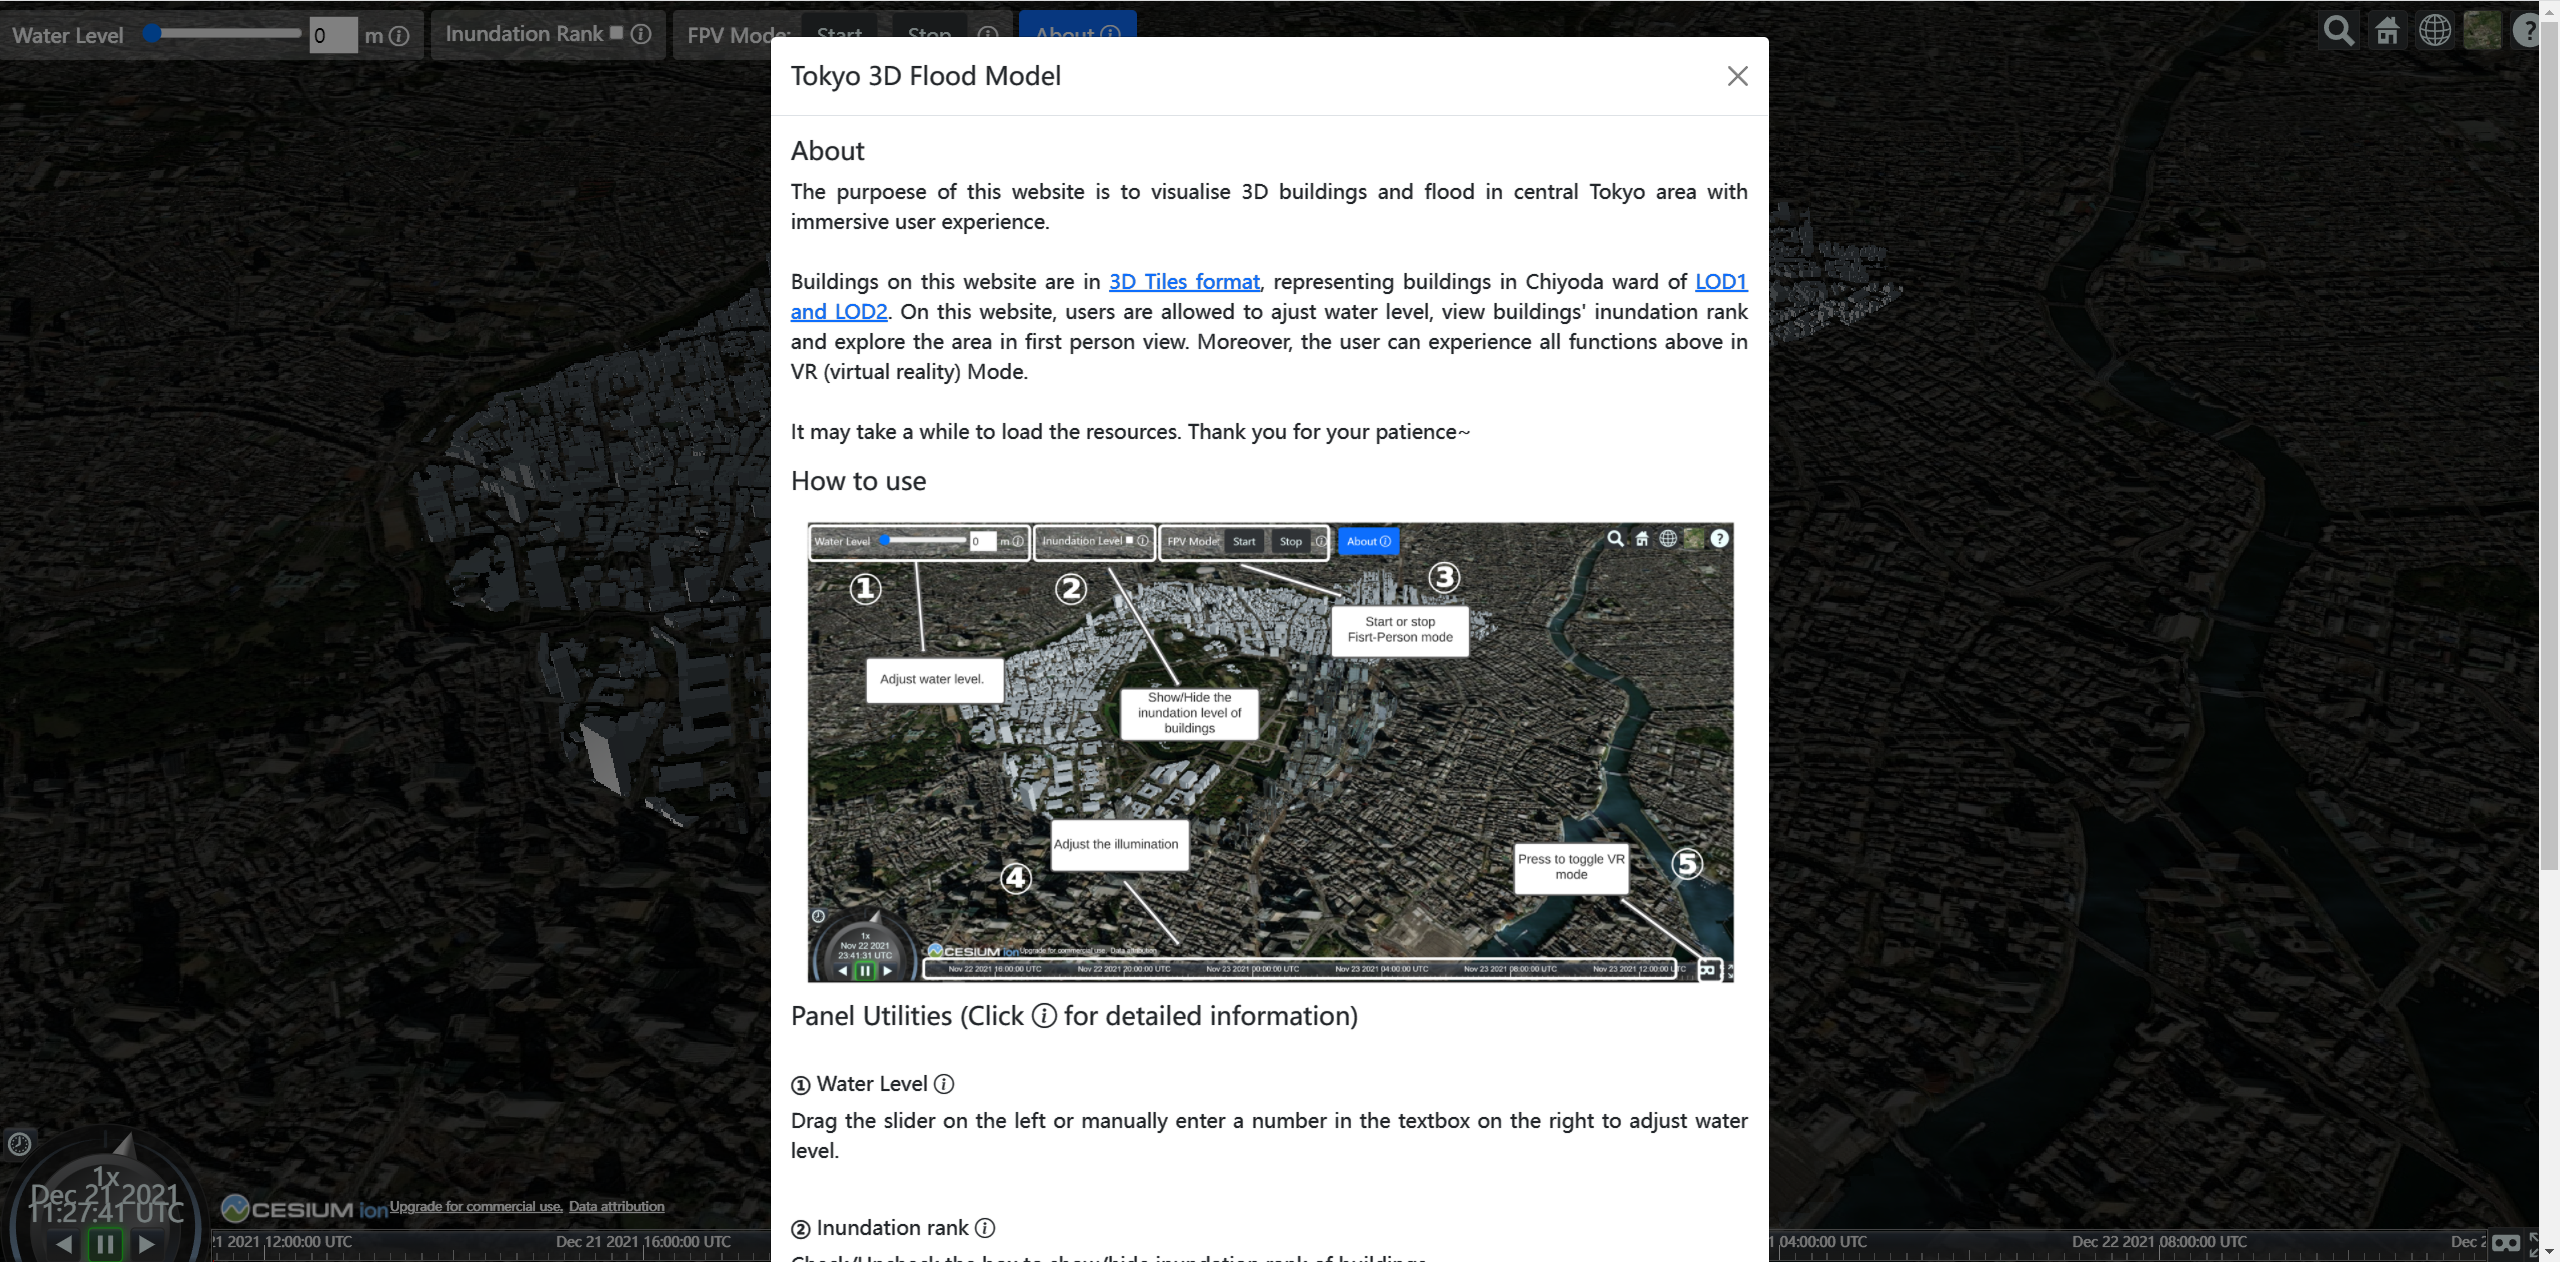 Water Level 0 m
Inundation Rank
FPV Mode: Start Stop
About
Tokyo 3D Flood Model
About
The purpoese of this website is to visualise 3D buildings and flood in central Tokyo area with
immersive user experience.
Buildings on this website are in 3D Tiles format, representing buildings in Chiyoda ward of LOD1
and LOD2. On this website, users are allowed to ajust water level, view buildings' inundation rank
and explore the area in first person view. Moreover, the user can experience all functions above in
VR (virtual reality) Mode.
It may take a while to load the resources. Thank you for your patience~
How to use
Water Level 0 m
Inundation Level
FPV Mode: Start Stop
About
?
①
②
③
Start or stop
Fisrt-Person mode
Adjust water level.
Show/Hide the
inundation level of
buildings
Adjust the illumination
④
Press to toggle VR
mode
⑤
1x
Nov 22 2021
23:41:31 UTC
CESIUM ion Upgrade for commercial use. Data attribution
Nov 22 2021 16:00:00 UTC Nov 22 2021 20:00:00 UTC Nov 23 2021 00:00:00 UTC Nov 23 2021 04:00:00 UTC Nov 23 2021 08:00:00 UTC Nov 23 2021 12:00:00 UTC
Panel Utilities (Click ⓘ for detailed information)
① Water Level ⓘ
Drag the slider on the left or manually enter a number in the textbox on the right to adjust water
level.
② Inundation rank ⓘ
Check/Uncheck the box to show/hide inundation rank of buildings
1x
Dec 21 2021
11:27:41 UTC
CESIUM ion Upgrade for commercial use. Data attribution
21 2021 12:00:00 UTC Dec 21 2021 16:00:00 UTC 1 04:00:00 UTC Dec 22 2021 08:00:00 UTC Dec 2